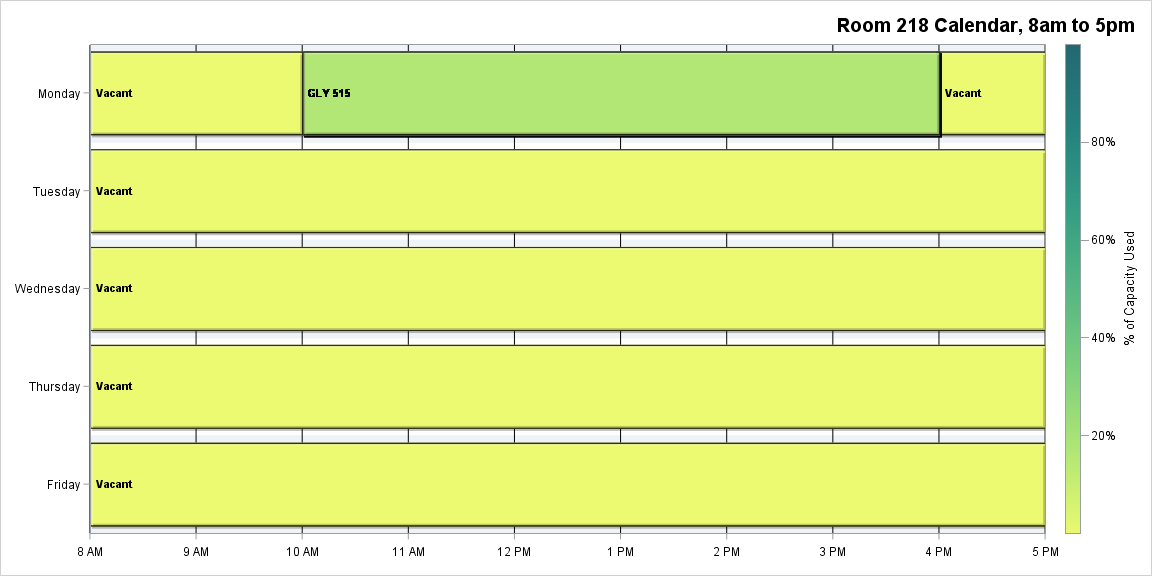 Room 218 Calendar, 8am to 5pm
Monday
Vacant
GLY 515
Vacant
Tuesday
Vacant
Wednesday
Vacant
Thursday
Vacant
Friday
Vacant
8 AM 9 AM 10 AM 11 AM 12 PM 1 PM 2 PM 3 PM 4 PM 5 PM
80%
60%
40%
20%
% of Capacity Used